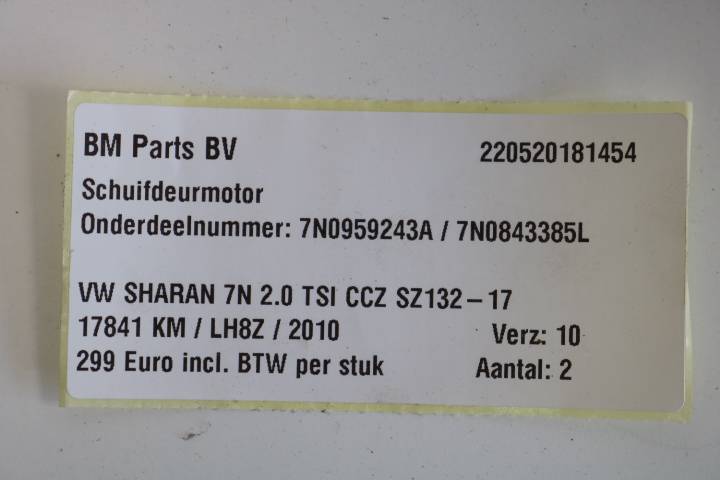 BM Parts BV 220520181454
Schuifdeurmotor
Onderdeelnummer: 7N0959243A / 7N0843385L
VW SHARAN 7N 2.0 TSI CCZ SZ132 – 17
17841 KM / LH8Z / 2010 Verz: 10
299 Euro incl. BTW per stuk Aantal: 2